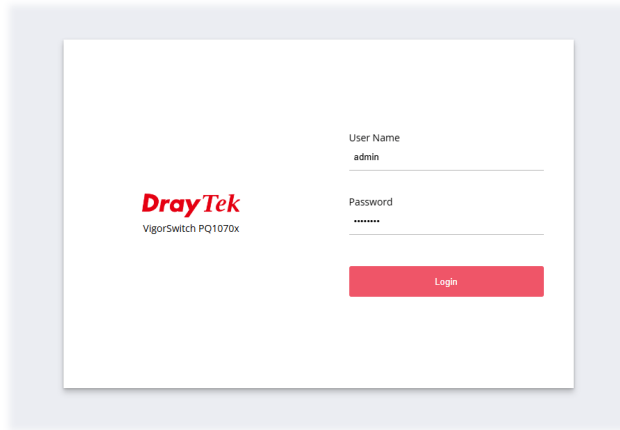 DrayTek
VigorSwitch PQ1070x
User Name
admin
Password
••••••••
Login